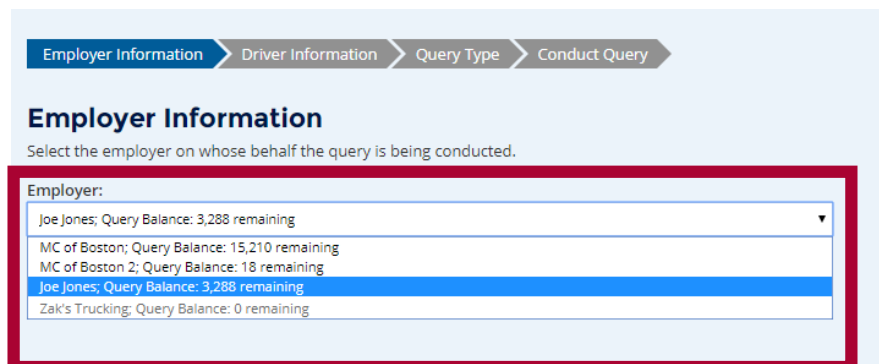 Employer Information Driver Information Query Type Conduct Query
Employer Information
Select the employer on whose behalf the query is being conducted.
Employer:
Joe Jones; Query Balance: 3,288 remaining
MC of Boston; Query Balance: 15,210 remaining
MC of Boston 2; Query Balance: 18 remaining
Joe Jones; Query Balance: 3,288 remaining
Zak's Trucking; Query Balance: 0 remaining